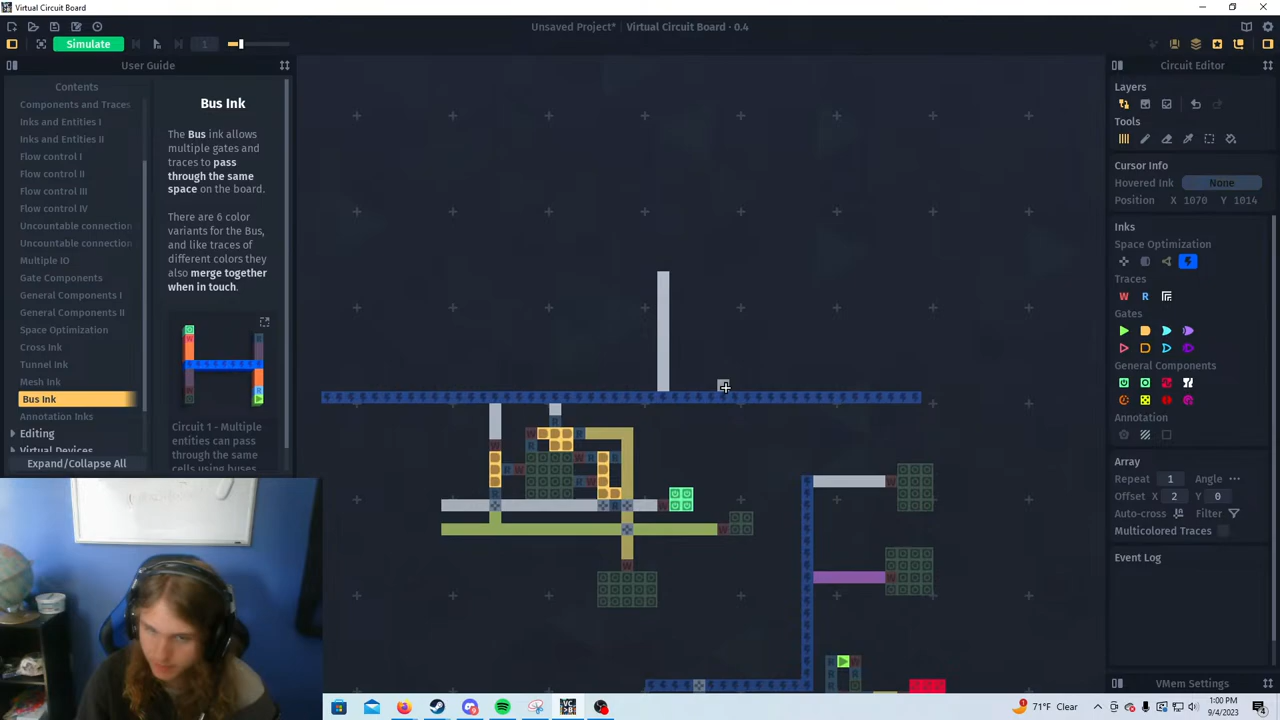 Virtual Circuit Board
Unsaved Project* | Virtual Circuit Board · 0.4
Simulate
1
User Guide
Circuit Editor
Contents
Components and Traces
Inks and Entities I
Inks and Entities II
Flow control I
Flow control II
Flow control III
Flow control IV
Uncountable connection
Uncountable connection
Multiple IO
Gate Components
General Components I
General Components II
Space Optimization
Cross Ink
Tunnel Ink
Mesh Ink
Bus Ink
Annotation Inks
Editing
Virtual Devices
Expand/Collapse All
Bus Ink
The Bus ink allows
multiple gates and
traces to pass
through the same
space on the board.
There are 6 color
variants for the Bus,
and like traces of
different colors they
also merge together
when in touch.
Circuit 1 - Multiple
entities can pass
through the same
cells using buses
Layers
Tools
Cursor Info
Hovered Ink None
Position X 1070 Y 1014
Inks
Space Optimization
Traces
W R
Gates
General Components
Annotation
Array
Repeat 1 Angle
Offset X 2 Y 0
Auto-cross Filter
Multicolored Traces
Event Log
VMem Settings
71°F Clear
1:00 PM
9/4/2023